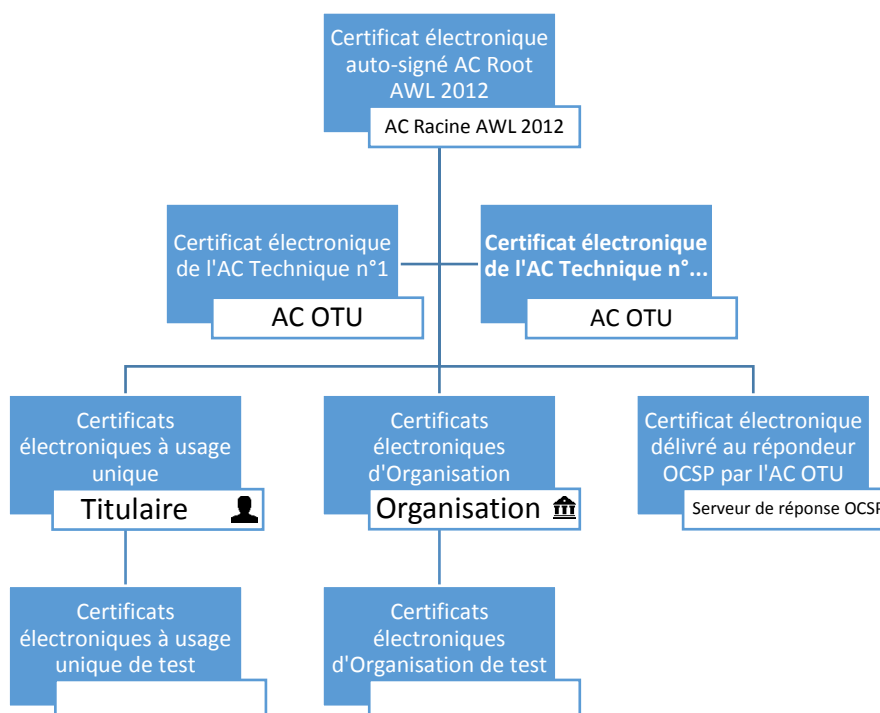 Certificat électronique
auto-signé AC Root
AWL 2012
AC Racine AWL 2012
Certificat électronique
de l'AC Technique n°1
AC OTU
Certificat électronique
de l'AC Technique n°...
AC OTU
Certificats
électroniques à usage
unique
Titulaire
Certificats
électroniques
d'Organisation
Organisation
Certificat électronique
délivré au répondeur
OCSP par l'AC OTU
Serveur de réponse OCSP
Certificats
électroniques à usage
unique de test
Certificats
électroniques
d'Organisation de test